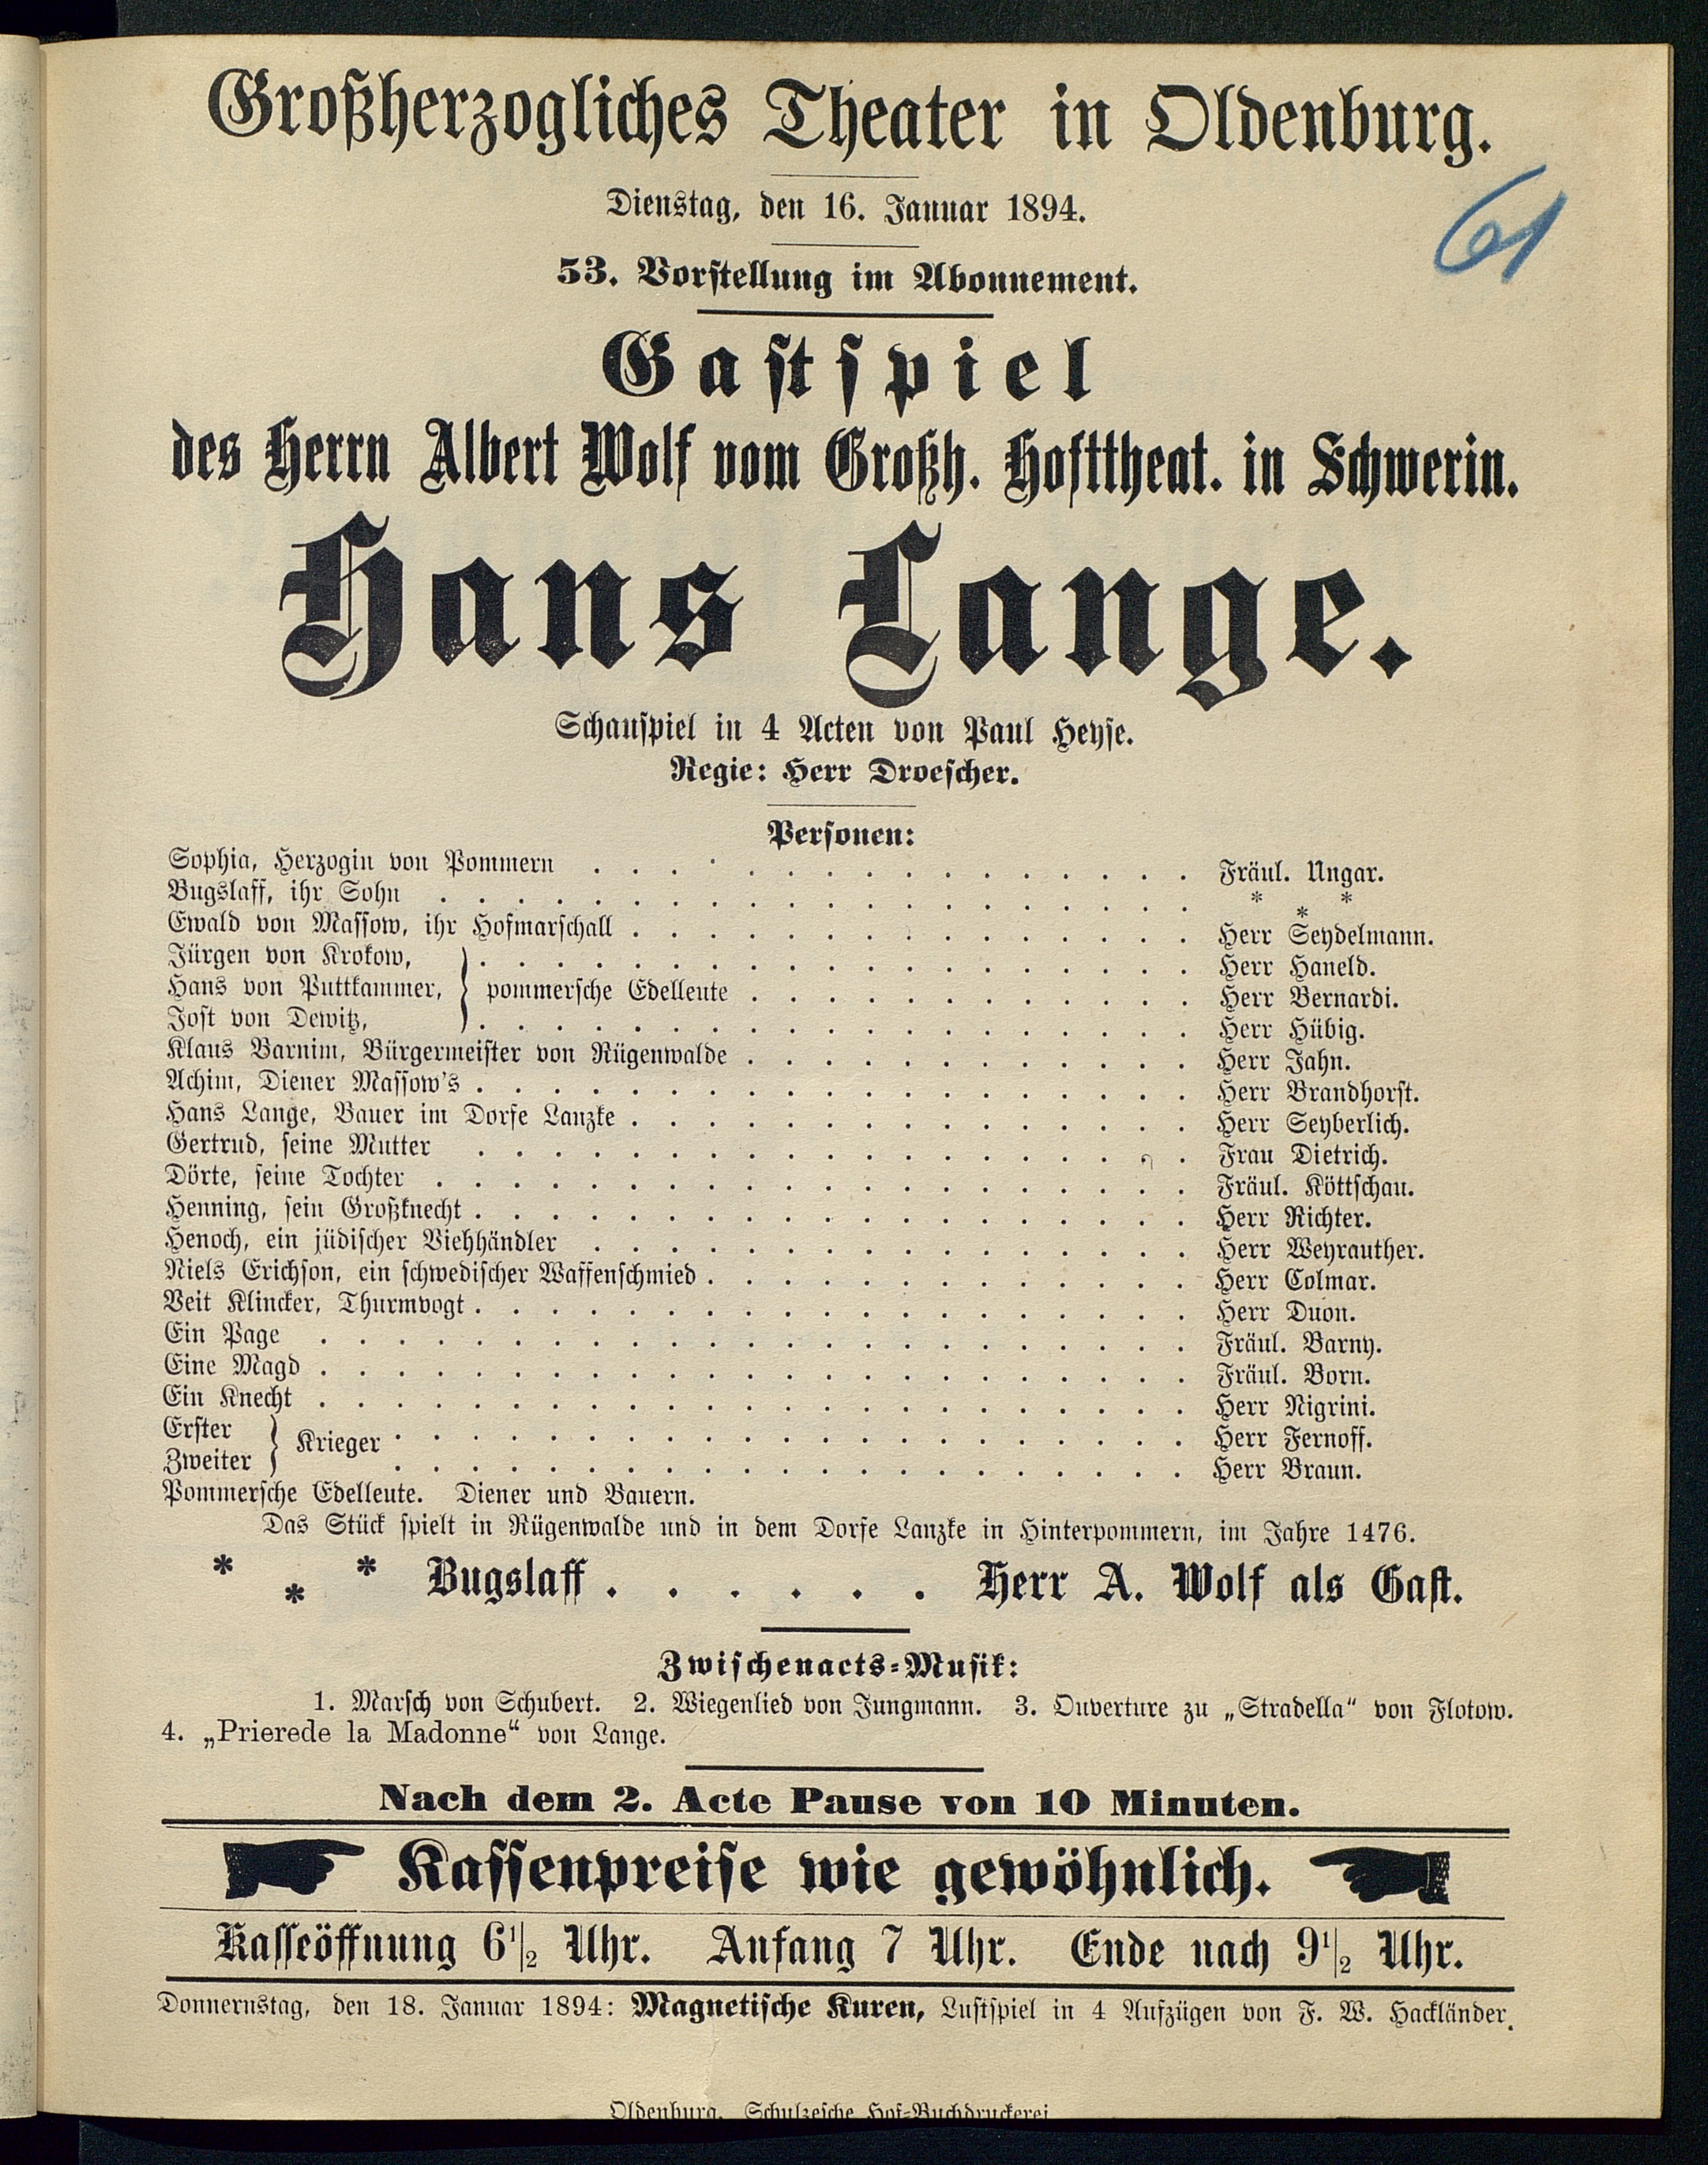 Großherzogliches Theater in Oldenburg.
Dienstag, den 16. Januar 1894.
61
53. Vorstellung im Abonnement.
Gastspiel
des Herrn Albert Wolf vom Großh. Hofttheat. in Schwerin.
Hans Lange.
Schauspiel in 4 Acten von Paul Heyse.
Regie: Herr Droescher.
Personen:
Sophia, Herzogin von Pommern . . . . . . . . . . . . . . . Fräul. Ungar.
Bugslaff, ihr Sohn . . . . . . . . . . . . . . . . . . . . * * *
Ewald von Massow, ihr Hofmarschall . . . . . . . . . . . . . . . Herr Seydelmann.
Jürgen von Krokow, . . . . . . . . . . . . . . . . . . . Herr Haneld.
Hans von Puttkammer, } pommersche Edelleute . . . . . . . . . . . . Herr Bernardi.
Jost von Dewitz, . . . . . . . . . . . . . . . . . . . Herr Hübig.
Klaus Barnim, Bürgermeister von Rügenwalde . . . . . . . . . . . . Herr Jahn.
Achim, Diener Massow's . . . . . . . . . . . . . . . . . . . Herr Brandhorst.
Hans Lange, Bauer im Dorfe Lanzke . . . . . . . . . . . . . . . Herr Seyberlich.
Gertrud, seine Mutter . . . . . . . . . . . . . . . . . . . Frau Dietrich.
Dörte, seine Tochter . . . . . . . . . . . . . . . . . . . . Fräul. Köttschau.
Henning, sein Großknecht . . . . . . . . . . . . . . . . . . . Herr Richter.
Henoch, ein jüdischer Viehhändler . . . . . . . . . . . . . . . . Herr Weyrauther.
Niels Erichson, ein schwedischer Waffenschmied . . . . . . . . . . . . . Herr Colmar.
Veit Klincker, Thurmvogt . . . . . . . . . . . . . . . . . . . Herr Duon.
Ein Page . . . . . . . . . . . . . . . . . . . . . . . Fräul. Barny.
Eine Magd . . . . . . . . . . . . . . . . . . . . . . . Fräul. Born.
Ein Knecht . . . . . . . . . . . . . . . . . . . . . . . Herr Nigrini.
Erster } Krieger . . . . . . . . . . . . . . . . . . . . . Herr Fernoff.
Zweiter . . . . . . . . . . . . . . . . . . . . . Herr Braun.
Pommersche Edelleute. Diener und Bauern.
Das Stück spielt in Rügenwalde und in dem Dorfe Lanzke in Hinterpommern, im Jahre 1476.
* * * Bugslaff . . . . . . Herr A. Wolf als Gast.
Zwischenacts-Musik:
1. Marsch von Schubert. 2. Wiegenlied von Jungmann. 3. Ouverture zu „Stradella“ von Flotow.
4. „Prierede la Madonne“ von Lange.
Nach dem 2. Acte Pause von 10 Minuten.
Kassenpreise wie gewöhnlich.
Kasseöffnung 6 1/2 Uhr. Anfang 7 Uhr. Ende nach 9 1/2 Uhr.
Donnernstag, den 18. Januar 1894: Magnetische Kuren, Lustspiel in 4 Aufzügen von F. W. Hackländer.
Oldenburg. Schulzesche Hof-Buchdruckerei